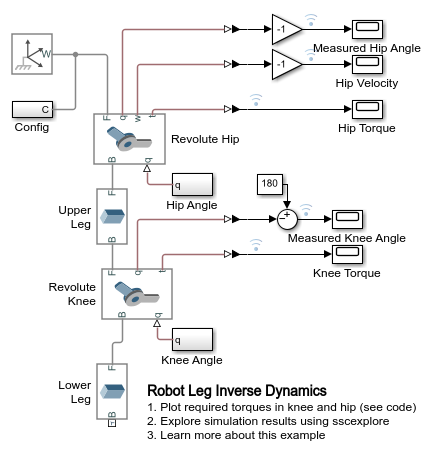 W
-1
Measured Hip Angle
-1
C
Config
Hip Velocity
F
q
w
t
Hip Torque
Revolute Hip
B
q
q
Hip Angle
180
F
Upper
Leg
B
+
−
Measured Knee Angle
F
q
t
Knee Torque
Revolute
Knee
B
q
q
Knee Angle
F
Lower
Leg
B
Robot Leg Inverse Dynamics
1. Plot required torques in knee and hip (see code)
2. Explore simulation results using sscexplore
3. Learn more about this example